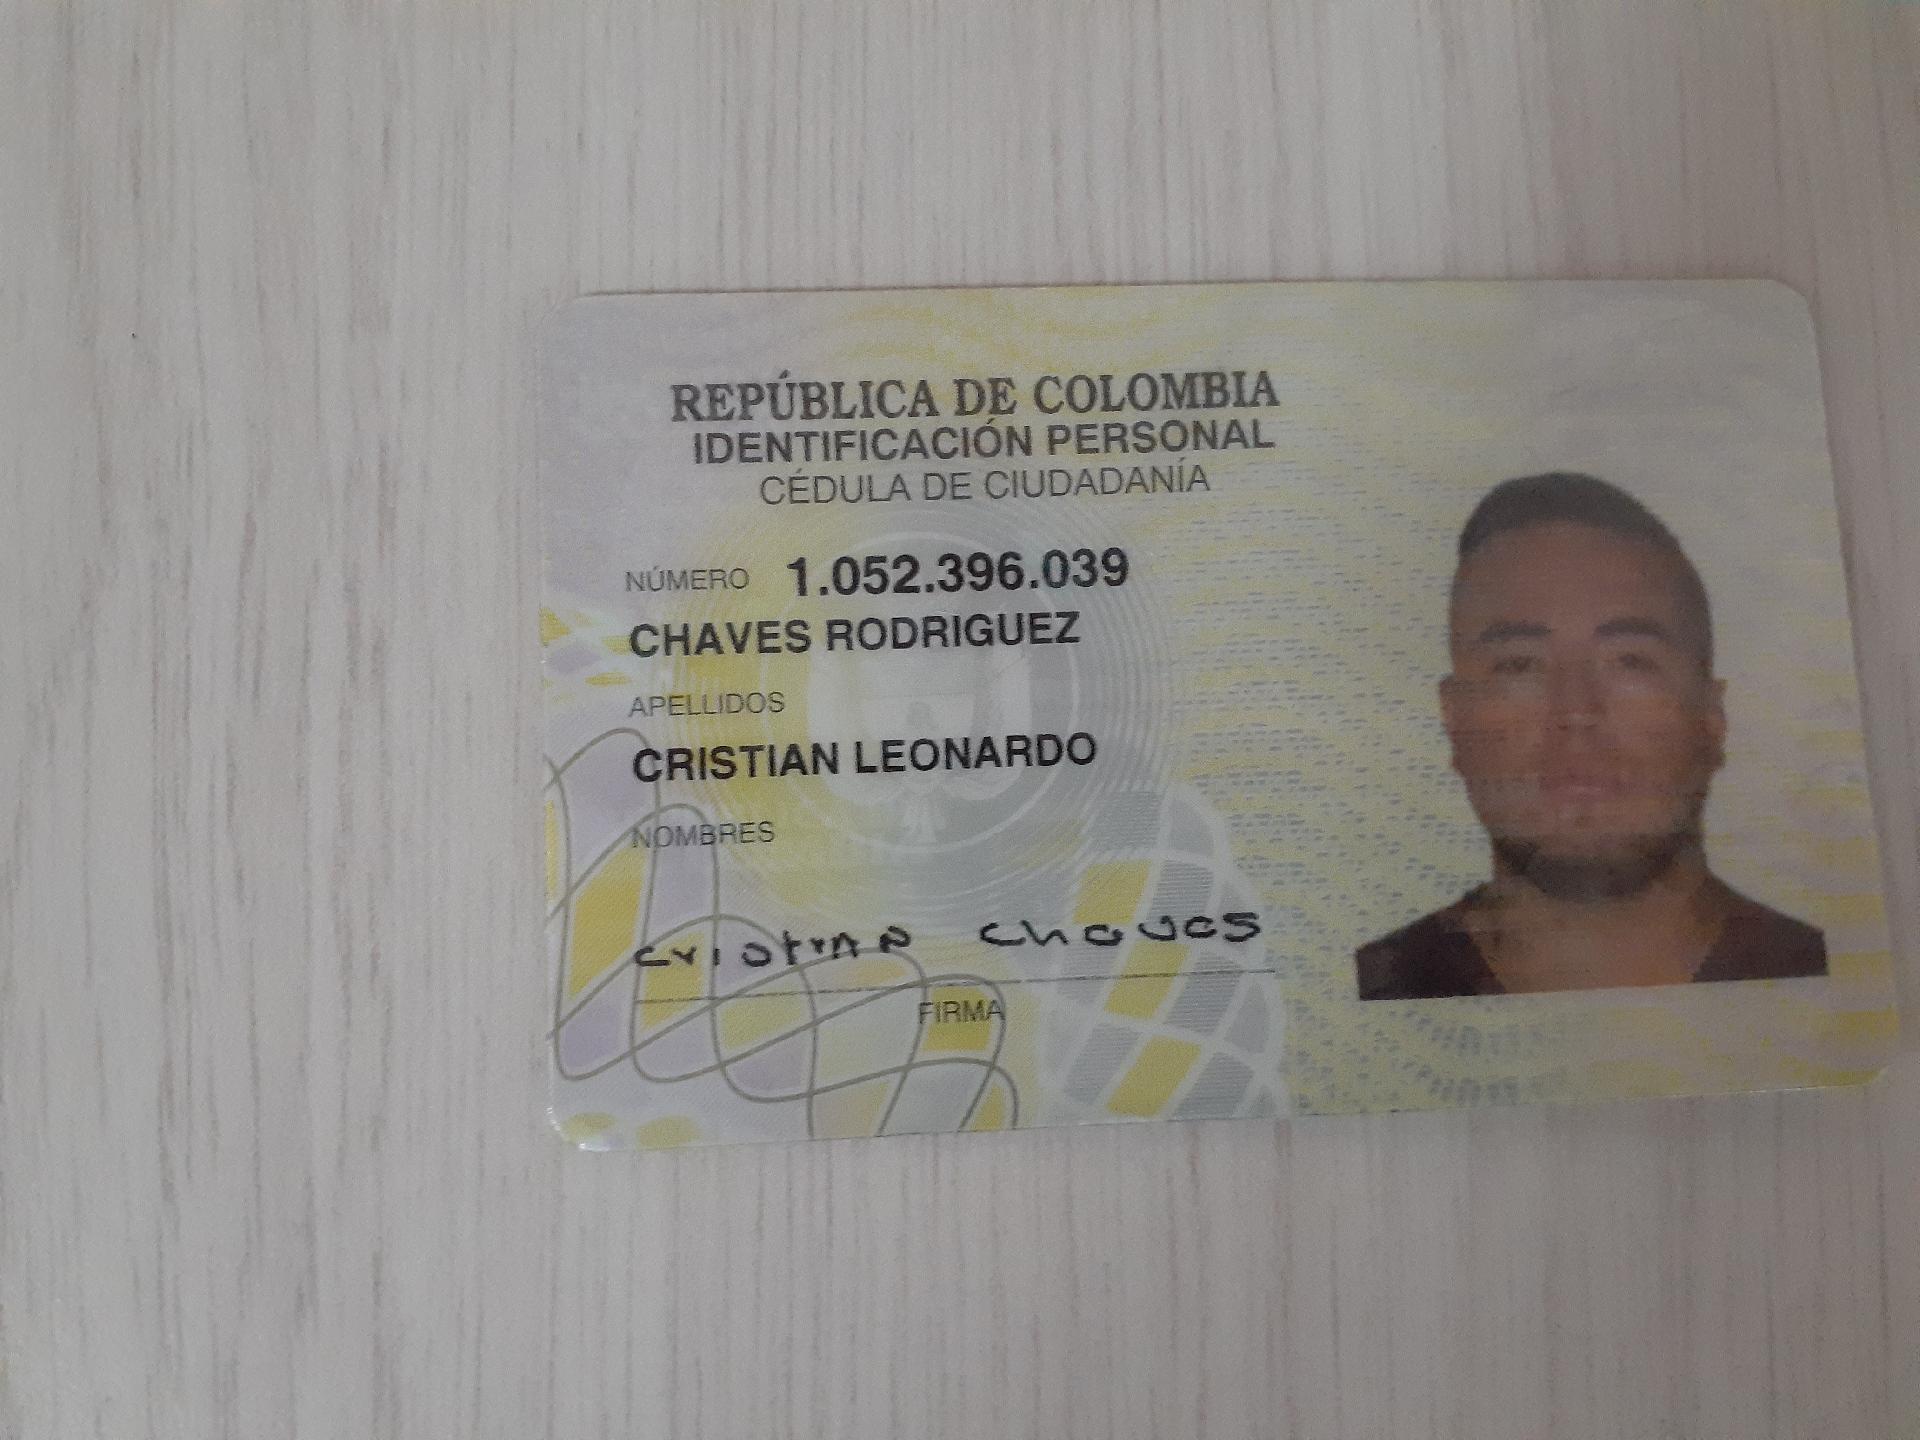 REPÚBLICA DE COLOMBIA
IDENTIFICACIÓN PERSONAL
CÉDULA DE CIUDADANÍA
NÚMERO 1.052.396.039
CHAVES RODRIGUEZ
APELLIDOS
CRISTIAN LEONARDO
NOMBRES
cristian chaves
FIRMA